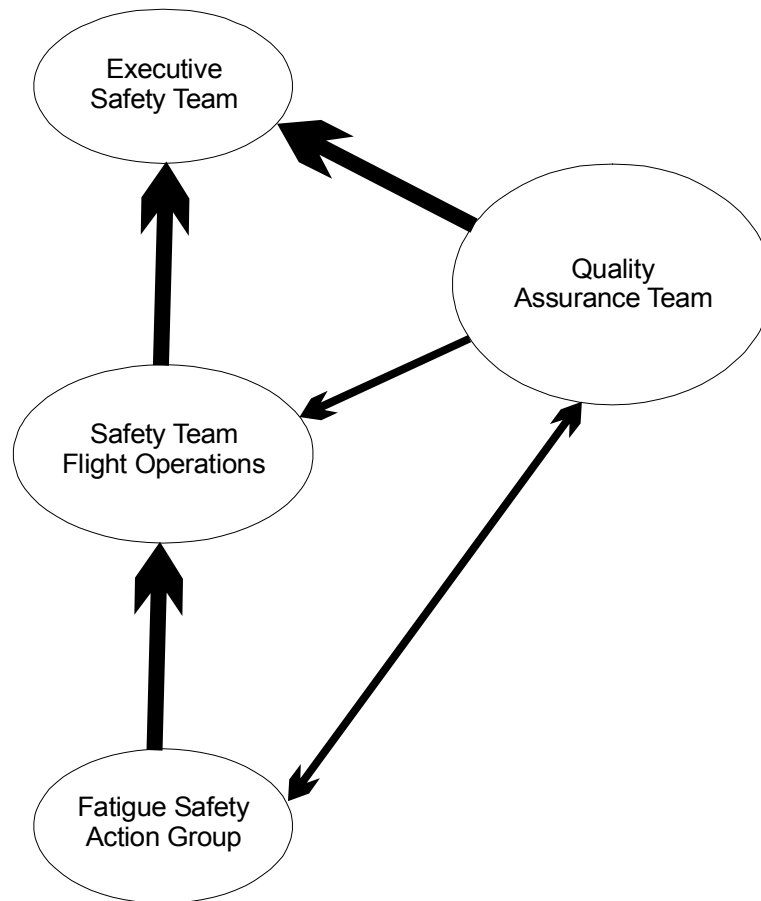 Executive
Safety Team
Quality
Assurance Team
Safety Team
Flight Operations
Fatigue Safety
Action Group